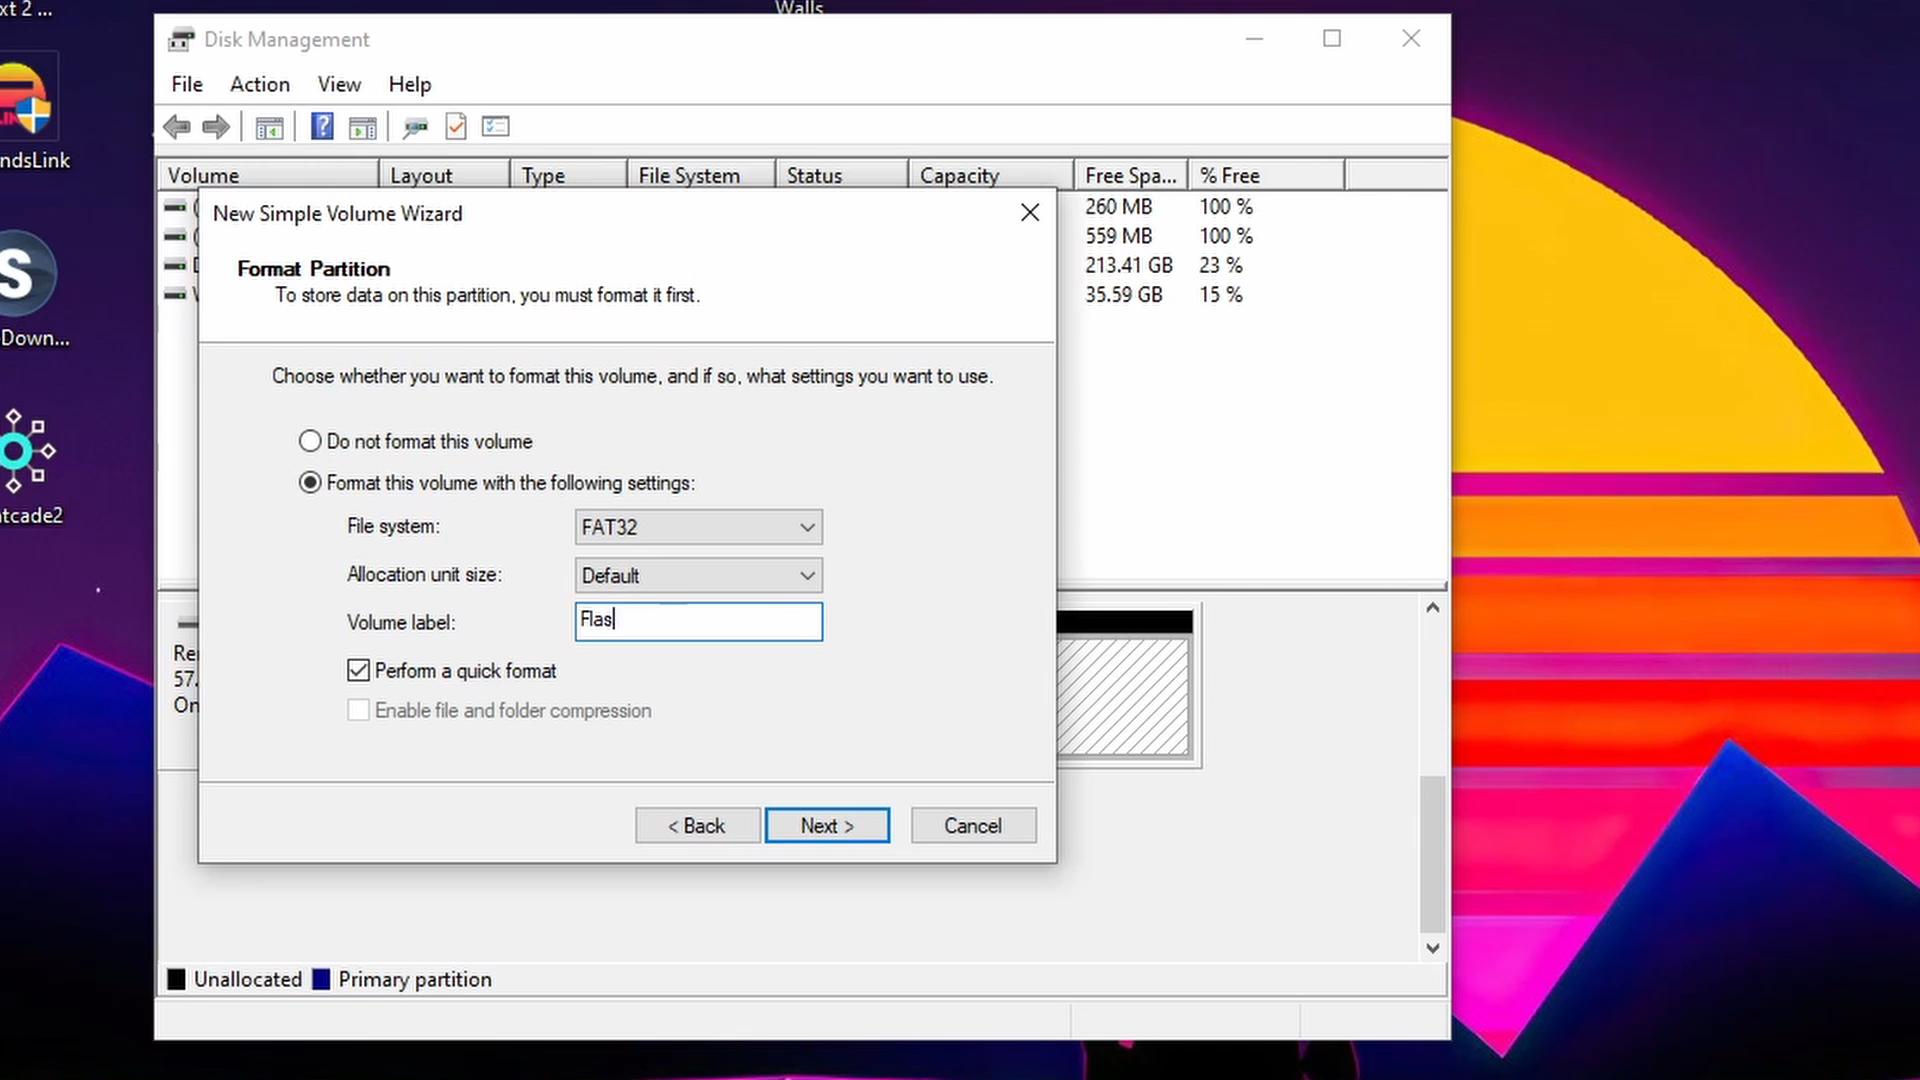 xt 2 ...
Walls
Disk Management
File Action View Help
ndsLink
Volume Layout Type File System Status Capacity Free Spa... % Free
260 MB 100 %
559 MB 100 %
213.41 GB 23 %
35.59 GB 15 %
New Simple Volume Wizard
Format Partition
To store data on this partition, you must format it first.
Down...
Choose whether you want to format this volume, and if so, what settings you want to use.
Do not format this volume
Format this volume with the following settings:
File system: FAT32
tcade2
Allocation unit size: Default
Volume label: Flas
Perform a quick format
Enable file and folder compression
Re
57.
On
< Back Next > Cancel
Unallocated Primary partition